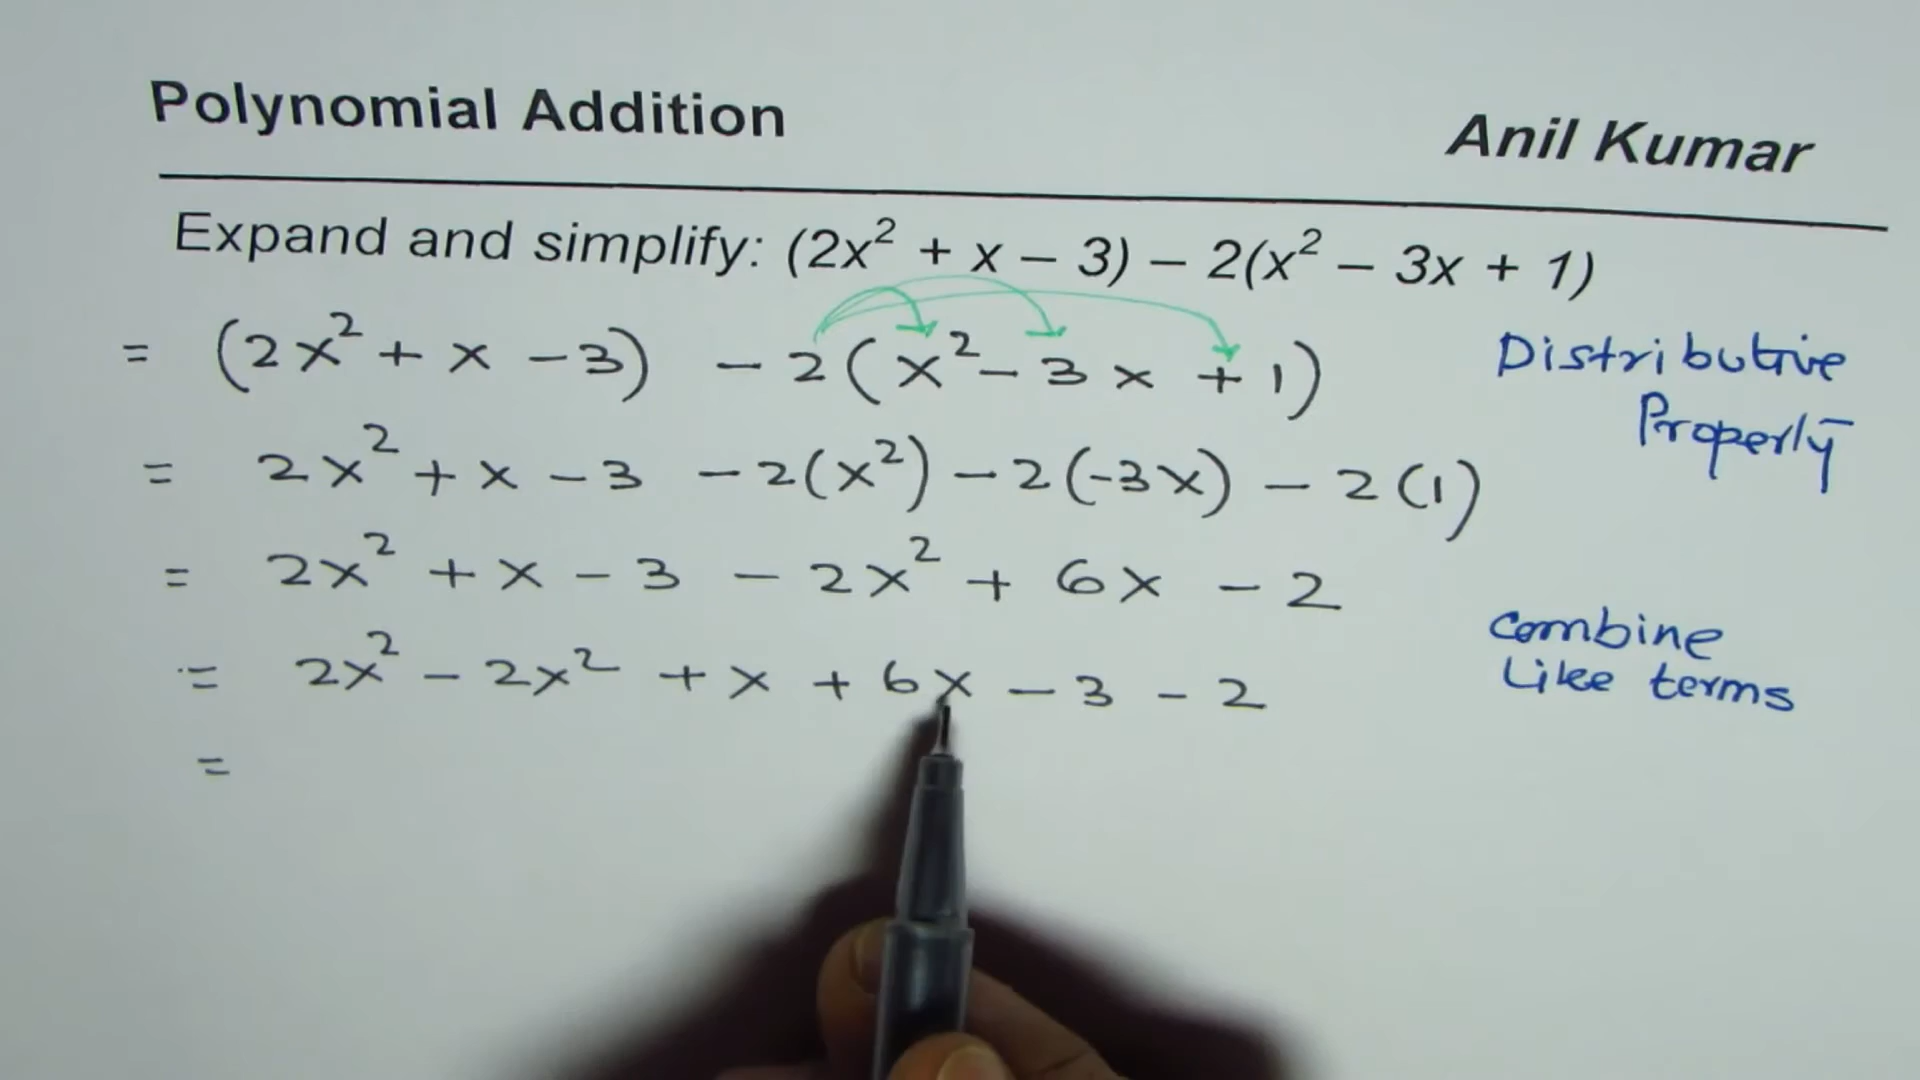 Polynomial Addition
Anil Kumar
Expand and simplify: (2x² + x – 3) – 2(x² – 3x + 1)
= (2x² + x - 3) - 2(x² - 3x + 1)
Distributive
Property
= 2x² + x - 3 - 2(x²) - 2(-3x) - 2(1)
= 2x² + x - 3 - 2x² + 6x - 2
= 2x² - 2x² + x + 6x - 3 - 2
Combine
Like terms
=